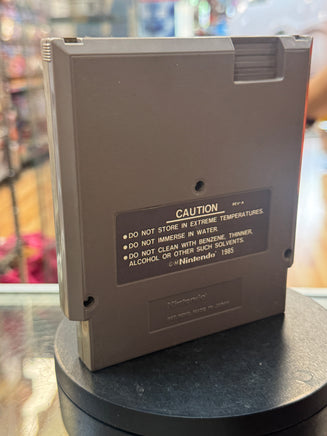 CAUTION
REV-A
• DO NOT STORE IN EXTREME TEMPERATURES.
• DO NOT IMMERSE IN WATER.
• DO NOT CLEAN WITH BENZENE, THINNER,
ALCOHOL OR OTHER SUCH SOLVENTS.
Nintendo® 1985
Nintendo®